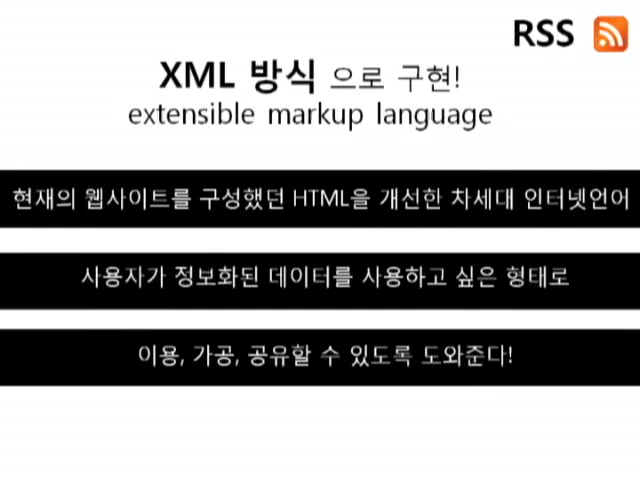 RSS
XML 방식 으로 구현!
extensible markup language
현재의 웹사이트를 구성했던 HTML을 개선한 차세대 인터넷언어
사용자가 정보화된 데이터를 사용하고 싶은 형태로
이용, 가공, 공유할 수 있도록 도와준다!